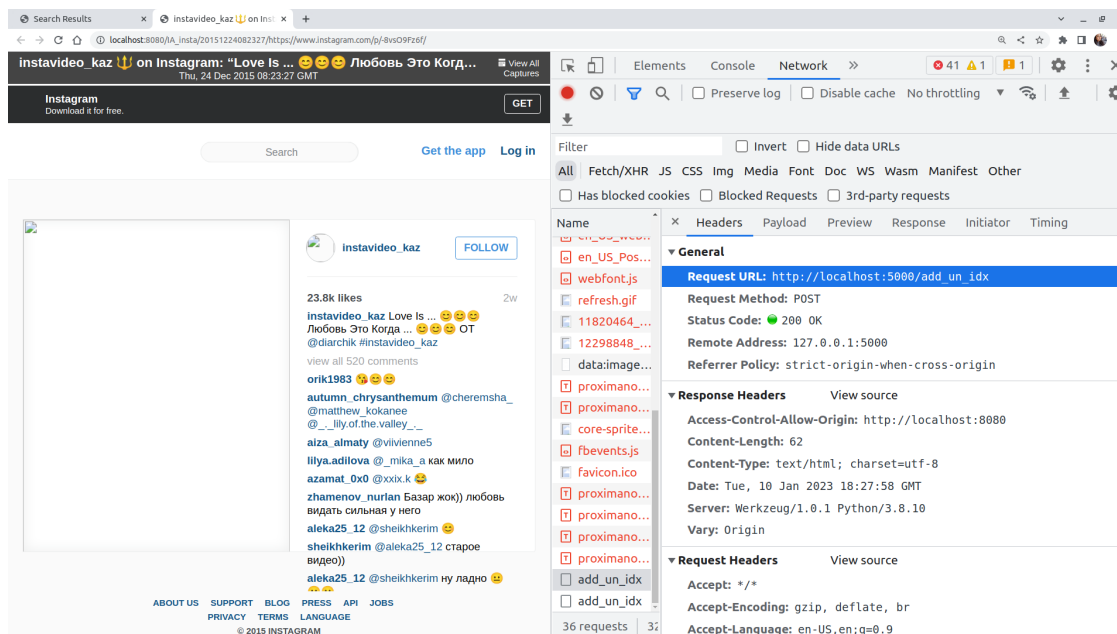 Search Results
instavideo_kaz 🔱 on Inst
localhost:8080/IA_insta/20151224082327/https://www.instagram.com/p/-8vsO9Fz6f/
instavideo_kaz 🔱 on Instagram: “Love Is ... 😊😊😊 Любовь Это Когд…
Thu, 24 Dec 2015 08:23:27 GMT
View All
Captures
Instagram
Download it for free.
GET
Search
Get the app
Log in
instavideo_kaz
FOLLOW
23.8k likes
2w
instavideo_kaz Love Is ... 😊😊😊
Любовь Это Когда ... 😊😊😊 ОТ
@diarchik #instavideo_kaz
view all 520 comments
orik1983 😘😊😊
autumn_chrysanthemum @cheremsha_
@matthew_kokanee
@_._lily.of.the.valley_._
aiza_almaty @viivienne5
lilya.adilova @_mika_a как мило
azamat_0x0 @xxix.k 😂
zhamenov_nurlan Базар жок)) любовь
видать сильная у него
aleka25_12 @sheikhkerim 😊
sheikhkerim @aleka25_12 старое
видео))
aleka25_12 @sheikhkerim ну ладно 😐
ABOUT US SUPPORT BLOG PRESS API JOBS
PRIVACY TERMS LANGUAGE
© 2015 INSTAGRAM
Elements
Console
Network
41
1
1
Preserve log
Disable cache
No throttling
Filter
Invert
Hide data URLs
All Fetch/XHR JS CSS Img Media Font Doc WS Wasm Manifest Other
Has blocked cookies
Blocked Requests
3rd-party requests
Name
en_US_web...
en_US_Pos...
webfont.js
refresh.gif
11820464_...
12298848_...
data:image...
proximano...
proximano...
core-sprite...
fbevents.js
favicon.ico
proximano...
proximano...
proximano...
proximano...
add_un_idx
add_un_idx
36 requests
Headers
Payload
Preview
Response
Initiator
Timing
General
Request URL: http://localhost:5000/add_un_idx
Request Method: POST
Status Code: 200 OK
Remote Address: 127.0.0.1:5000
Referrer Policy: strict-origin-when-cross-origin
Response Headers
View source
Access-Control-Allow-Origin: http://localhost:8080
Content-Length: 62
Content-Type: text/html; charset=utf-8
Date: Tue, 10 Jan 2023 18:27:58 GMT
Server: Werkzeug/1.0.1 Python/3.8.10
Vary: Origin
Request Headers
View source
Accept: */*
Accept-Encoding: gzip, deflate, br
Accept-Language: en-US,en;q=0.9